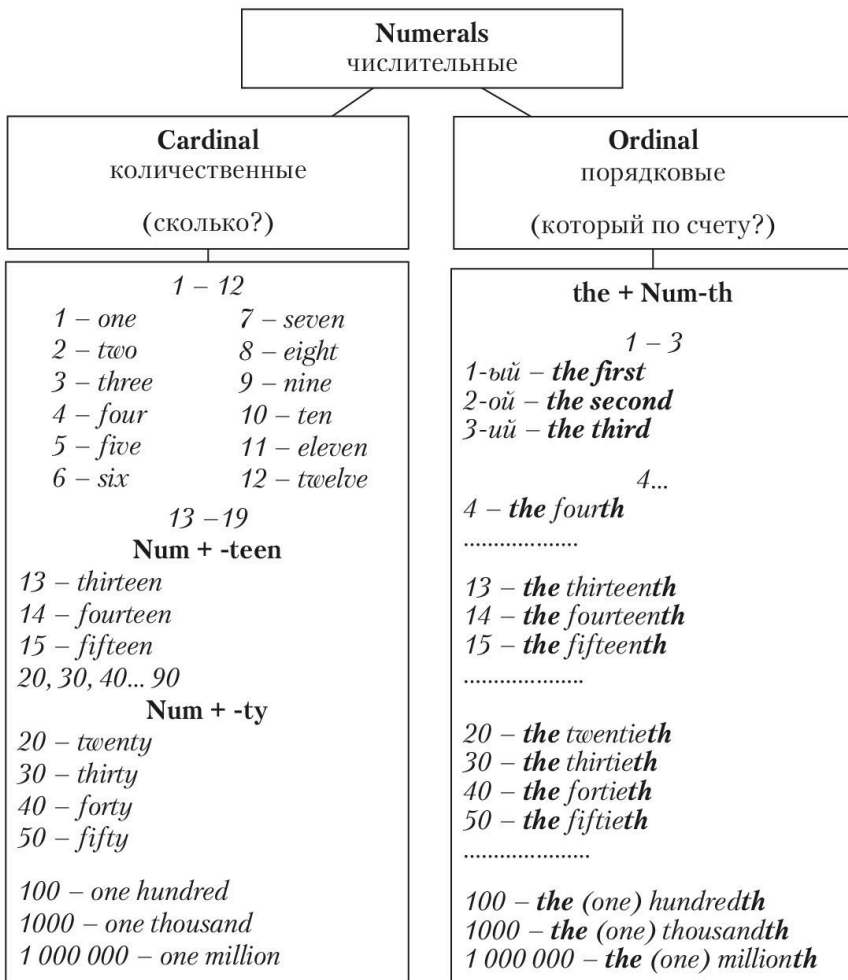 Numerals
числительные
Cardinal
количественные
(сколько?)
1 – 12
1 – one
2 – two
3 – three
4 – four
5 – five
6 – six
7 – seven
8 – eight
9 – nine
10 – ten
11 – eleven
12 – twelve
13 –19
Num + -teen
13 – thirteen
14 – fourteen
15 – fifteen
20, 30, 40... 90
Num + -ty
20 – twenty
30 – thirty
40 – forty
50 – fifty
100 – one hundred
1000 – one thousand
1 000 000 – one million
Ordinal
порядковые
(который по счету?)
the + Num-th
1 – 3
1-ый – the first
2-ой – the second
3-ий – the third
4...
4 – the fourth
...................
13 – the thirteenth
14 – the fourteenth
15 – the fifteenth
....................
20 – the twentieth
30 – the thirtieth
40 – the fortieth
50 – the fiftieth
.....................
100 – the (one) hundredth
1000 – the (one) thousandth
1 000 000 – the (one) millionth